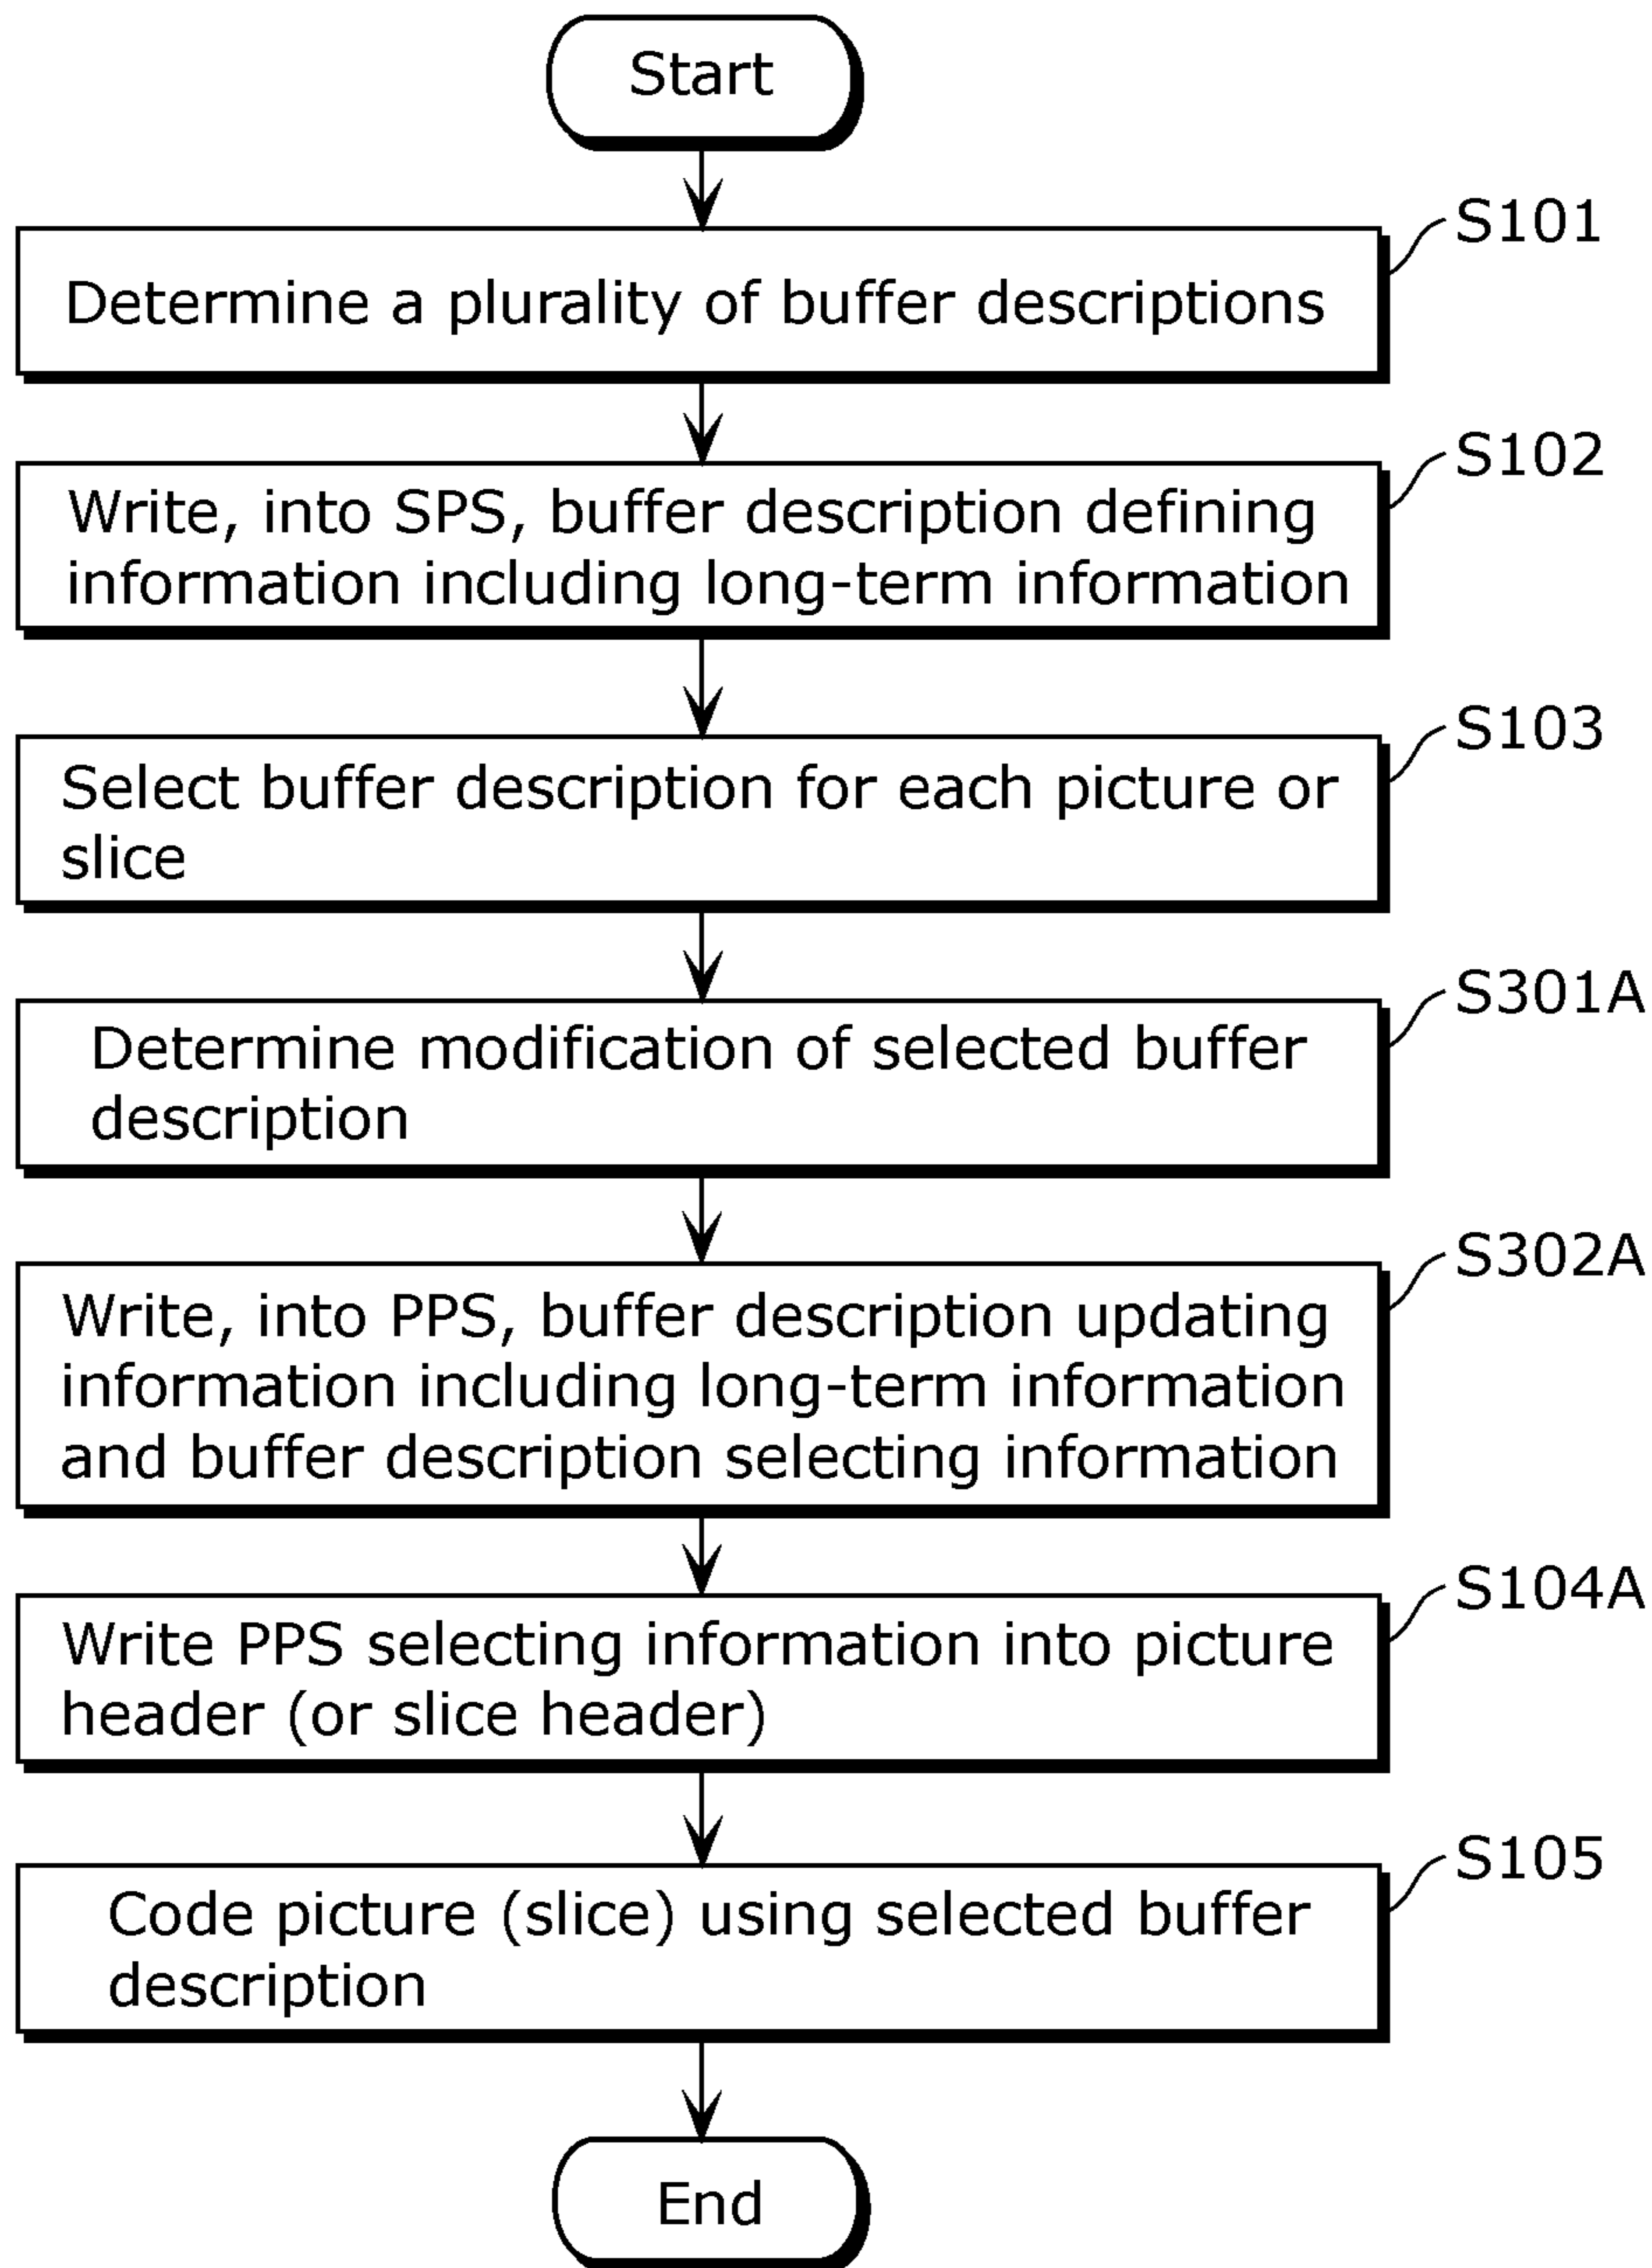 Start
S101
Determine a plurality of buffer descriptions
S102
Write, into SPS, buffer description defining
information including long-term information
S103
Select buffer description for each picture or
slice
S301A
Determine modification of selected buffer
description
S302A
Write, into PPS, buffer description updating
information including long-term information
and buffer description selecting information
S104A
Write PPS selecting information into picture
header (or slice header)
S105
Code picture (slice) using selected buffer
description
End